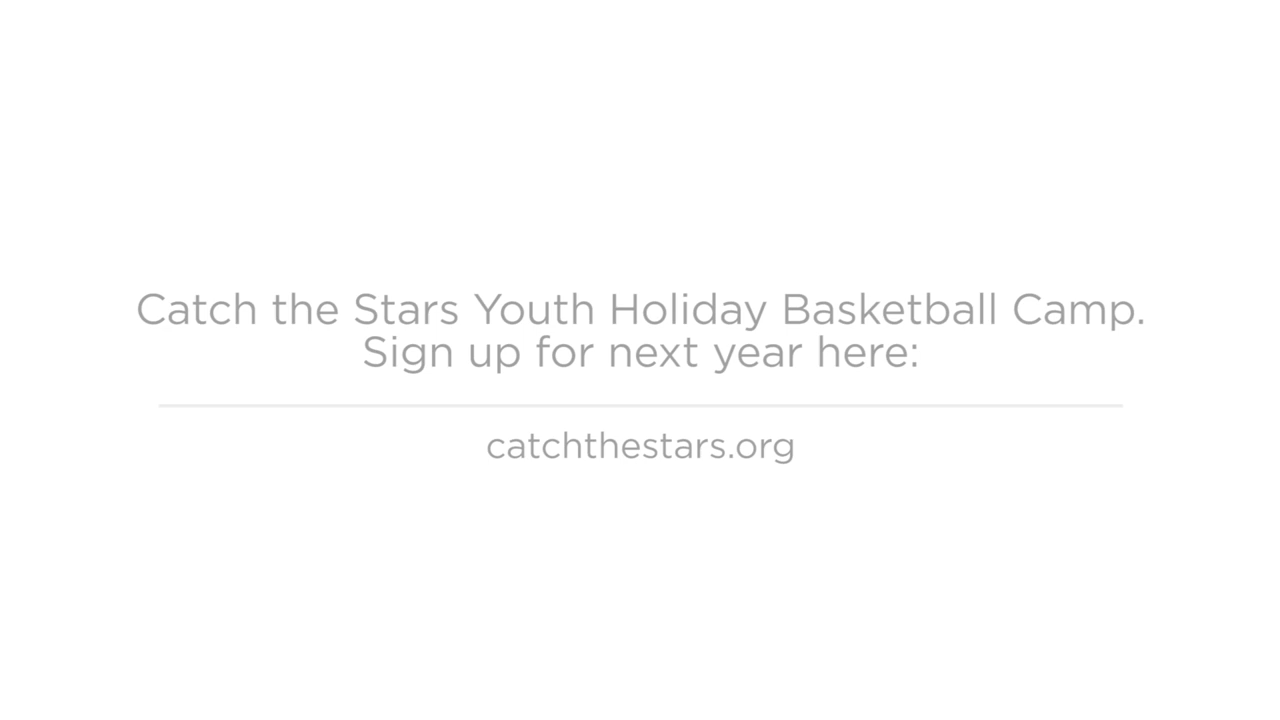 Catch the Stars Youth Holiday Basketball Camp.
Sign up for next year here:
catchthestars.org